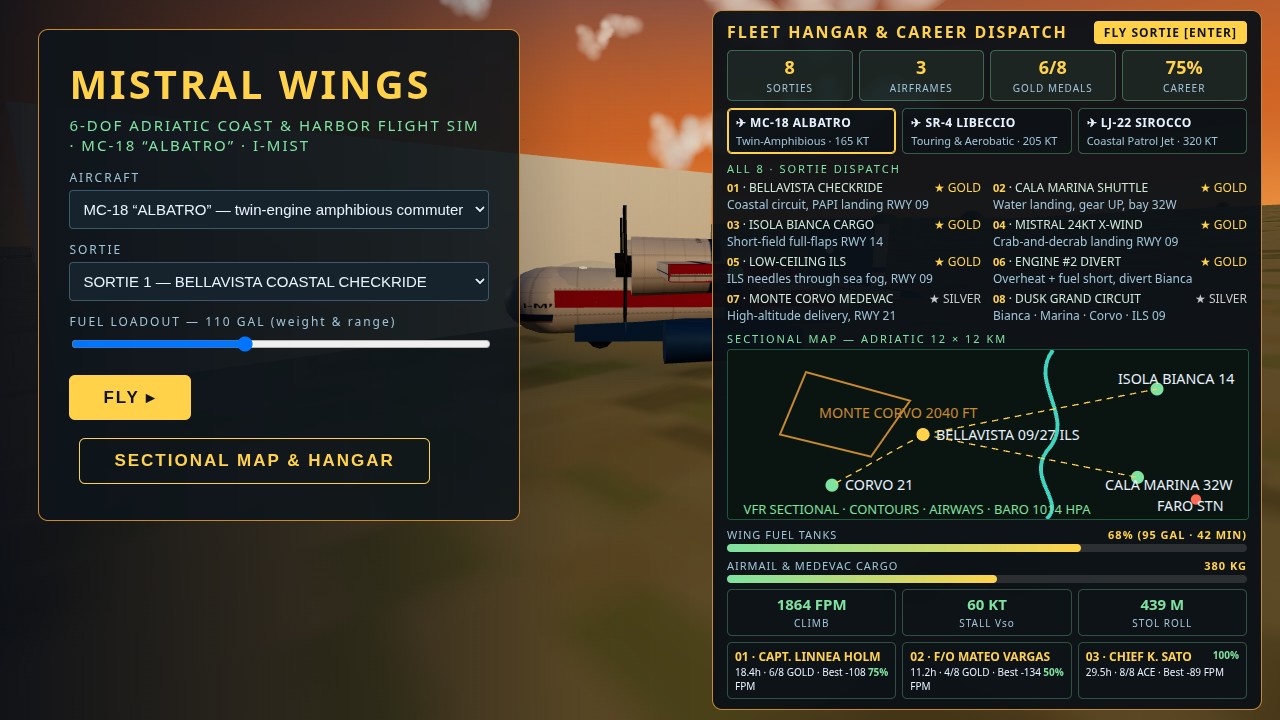 MISTRAL WINGS
6-DOF ADRIATIC COAST & HARBOR FLIGHT SIM
· MC-18 “ALBATRO” · I-MIST
AIRCRAFT
MC-18 “ALBATRO” — twin-engine amphibious commuter
SORTIE
SORTIE 1 — BELLAVISTA COASTAL CHECKRIDE
FUEL LOADOUT — 110 GAL (weight & range)
FLY ▸
SECTIONAL MAP & HANGAR
FLEET HANGAR & CAREER DISPATCH
FLY SORTIE [ENTER]
8
SORTIES
3
AIRFRAMES
6/8
GOLD MEDALS
75%
CAREER
✈ MC-18 ALBATRO
Twin-Amphibious · 165 KT
✈ SR-4 LIBECCIO
Touring & Aerobatic · 205 KT
✈ LJ-22 SIROCCO
Coastal Patrol Jet · 320 KT
ALL 8 · SORTIE DISPATCH
01 · BELLAVISTA CHECKRIDE ★ GOLD
Coastal circuit, PAPI landing RWY 09
02 · CALA MARINA SHUTTLE ★ GOLD
Water landing, gear UP, bay 32W
03 · ISOLA BIANCA CARGO ★ GOLD
Short-field full-flaps RWY 14
04 · MISTRAL 24KT X-WIND ★ GOLD
Crab-and-decrab landing RWY 09
05 · LOW-CEILING ILS ★ GOLD
ILS needles through sea fog, RWY 09
06 · ENGINE #2 DIVERT ★ GOLD
Overheat + fuel short, divert Bianca
07 · MONTE CORVO MEDEVAC ★ SILVER
High-altitude delivery, RWY 21
08 · DUSK GRAND CIRCUIT ★ SILVER
Bianca · Marina · Corvo · ILS 09
SECTIONAL MAP — ADRIATIC 12 × 12 KM
ISOLA BIANCA 14
MONTE CORVO 2040 FT
BELLAVISTA 09/27 ILS
CORVO 21
CALA MARINA 32W
FARO STN
VFR SECTIONAL · CONTOURS · AIRWAYS · BARO 1014 HPA
WING FUEL TANKS
68% (95 GAL · 42 MIN)
AIRMAIL & MEDEVAC CARGO
380 KG
1864 FPM
CLIMB
60 KT
STALL Vso
439 M
STOL ROLL
01 · CAPT. LINNEA HOLM
18.4h · 6/8 GOLD · Best -108 75%
FPM
02 · F/O MATEO VARGAS
11.2h · 4/8 GOLD · Best -134 50%
FPM
03 · CHIEF K. SATO 100%
29.5h · 8/8 ACE · Best -89 FPM